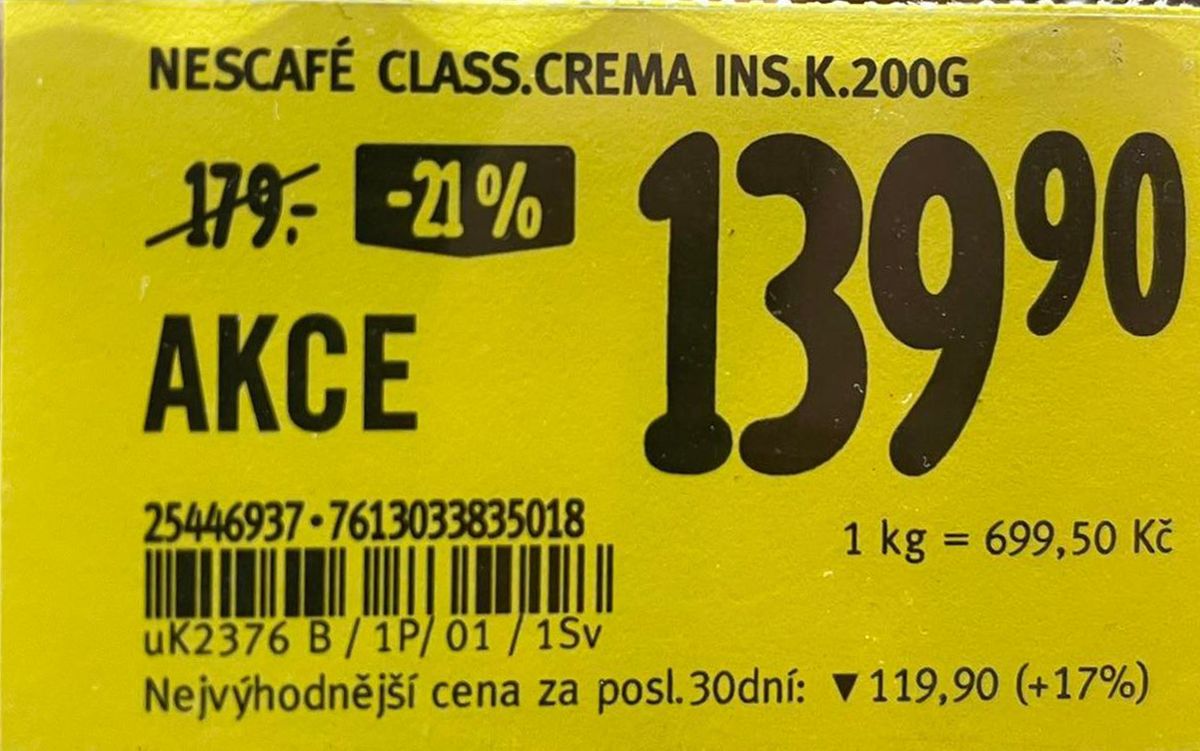 NESCAFÉ CLASS.CREMA INS.K.200G
179.- -21% 139 90
AKCE
25446937·7613033835018
1 kg = 699,50 Kč
uK2376 B / 1P/ 01 / 1Sv
Nejvýhodnější cena za posl.30dní: ▼119,90 (+17%)